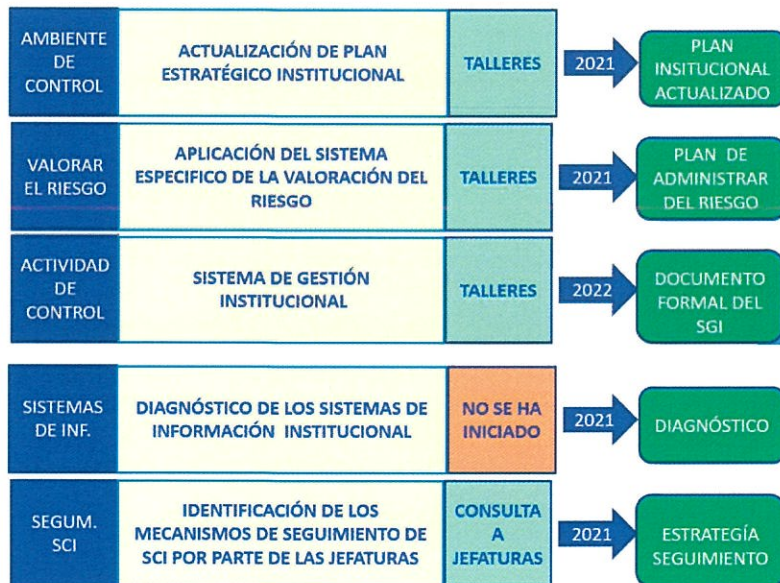 AMBIENTE
DE
CONTROL
ACTUALIZACIÓN DE PLAN
ESTRATÉGICO INSTITUCIONAL
TALLERES
2021
PLAN
INSITUCIONAL
ACTUALIZADO
VALORAR
EL RIESGO
APLICACIÓN DEL SISTEMA
ESPECIFICO DE LA VALORACIÓN DEL
RIESGO
TALLERES
2021
PLAN DE
ADMINISTRAR
DEL RIESGO
ACTIVIDAD
DE
CONTROL
SISTEMA DE GESTIÓN
INSTITUCIONAL
TALLERES
2022
DOCUMENTO
FORMAL DEL
SGI
SISTEMAS
DE INF.
DIAGNÓSTICO DE LOS SISTEMAS DE
INFORMACIÓN INSTITUCIONAL
NO SE HA
INICIADO
2021
DIAGNÓSTICO
SEGUM.
SCI
IDENTIFICACIÓN DE LOS
MECANISMOS DE SEGUIMIENTO DE
SCI POR PARTE DE LAS JEFATURAS
CONSULTA
A
JEFATURAS
2021
ESTRATEGÍA
SEGUIMIENTO